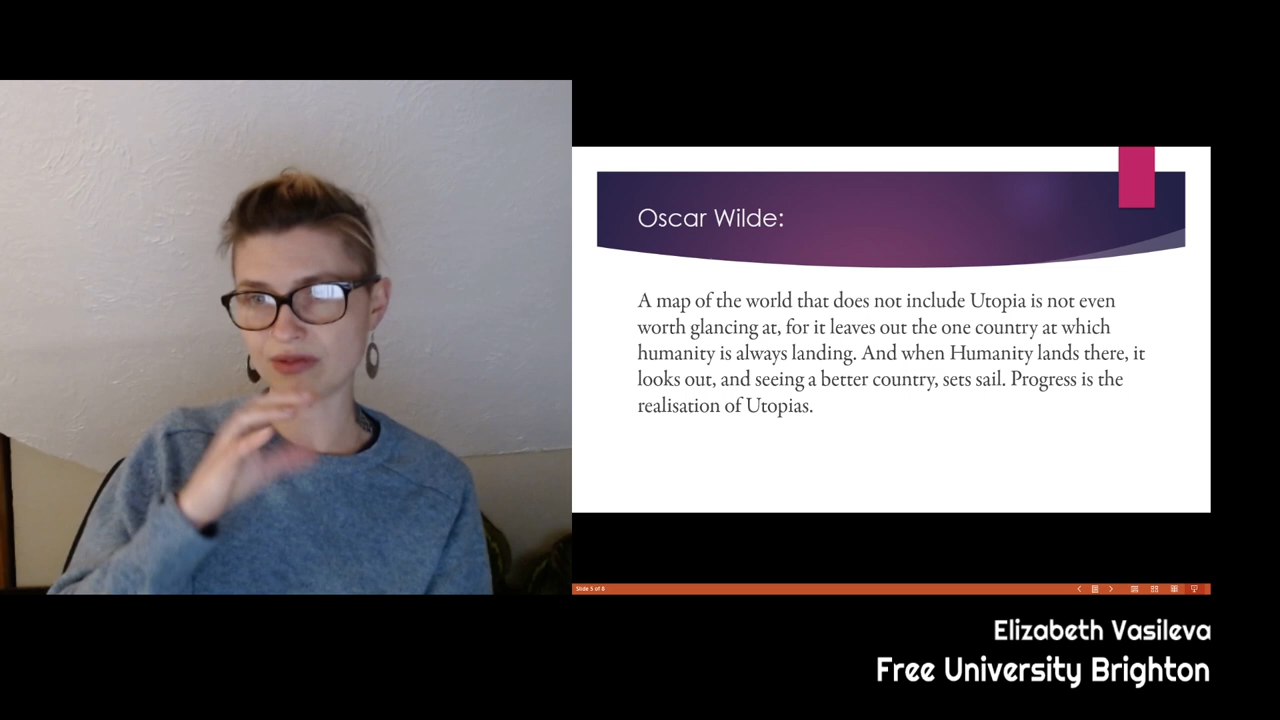 Oscar Wilde:
A map of the world that does not include Utopia is not even
worth glancing at, for it leaves out the one country at which
humanity is always landing. And when Humanity lands there, it
looks out, and seeing a better country, sets sail. Progress is the
realisation of Utopias.
Slide 5 of 8
Elizabeth Vasileva
Free University Brighton